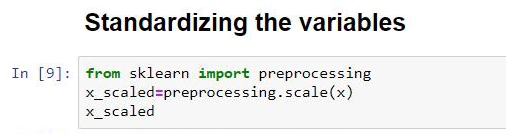 Standardizing the variables
In [9]: from sklearn import preprocessing
x_scaled=preprocessing.scale(x)
x_scaled